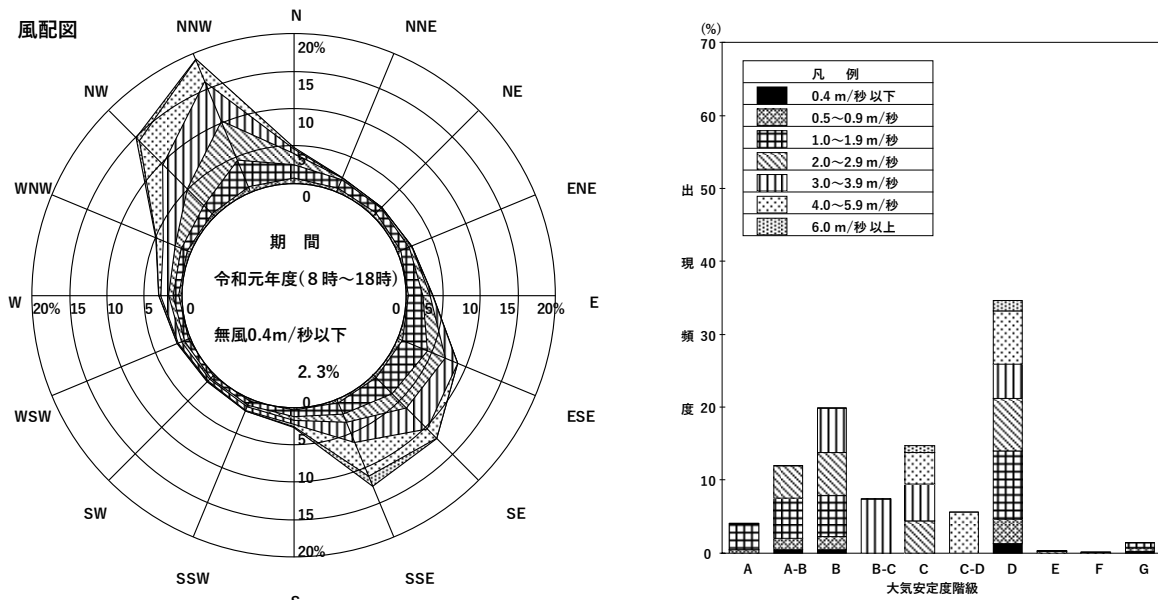 風配図
N
NNE
NE
ENE
E
ESE
SE
SSE
S
SSW
SW
WSW
W
WNW
NW
NNW
20%
15
10
5
0
20% 15 10 5 0
0 5 10 15 20%
0
5
10
15
20%
期 間
令和元年度(8時～18時)
無風0.4m/秒以下
2.3%
(%)
70
60
50
40
30
20
10
0
出現頻度
凡 例
0.4 m/秒以下
0.5～0.9 m/秒
1.0～1.9 m/秒
2.0～2.9 m/秒
3.0～3.9 m/秒
4.0～5.9 m/秒
6.0 m/秒以上
A A-B B B-C C C-D D E F G
大気安定度階級